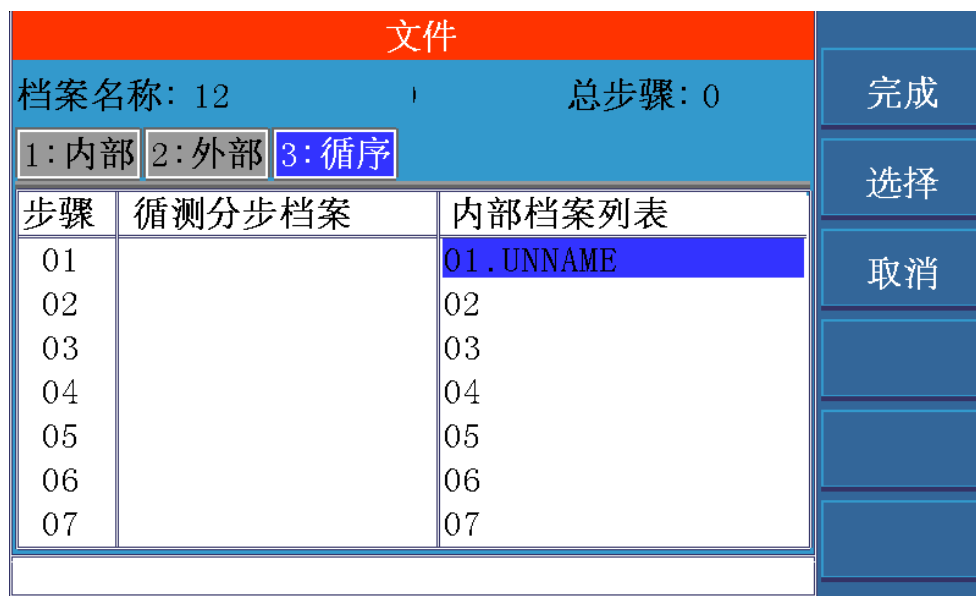 文件
档案名称: 12 总步骤: 0
1:内部 2:外部 3:循序
步骤 循测分步档案 内部档案列表
01 01.UNNAME
02 02
03 03
04 04
05 05
06 06
07 07
完成
选择
取消